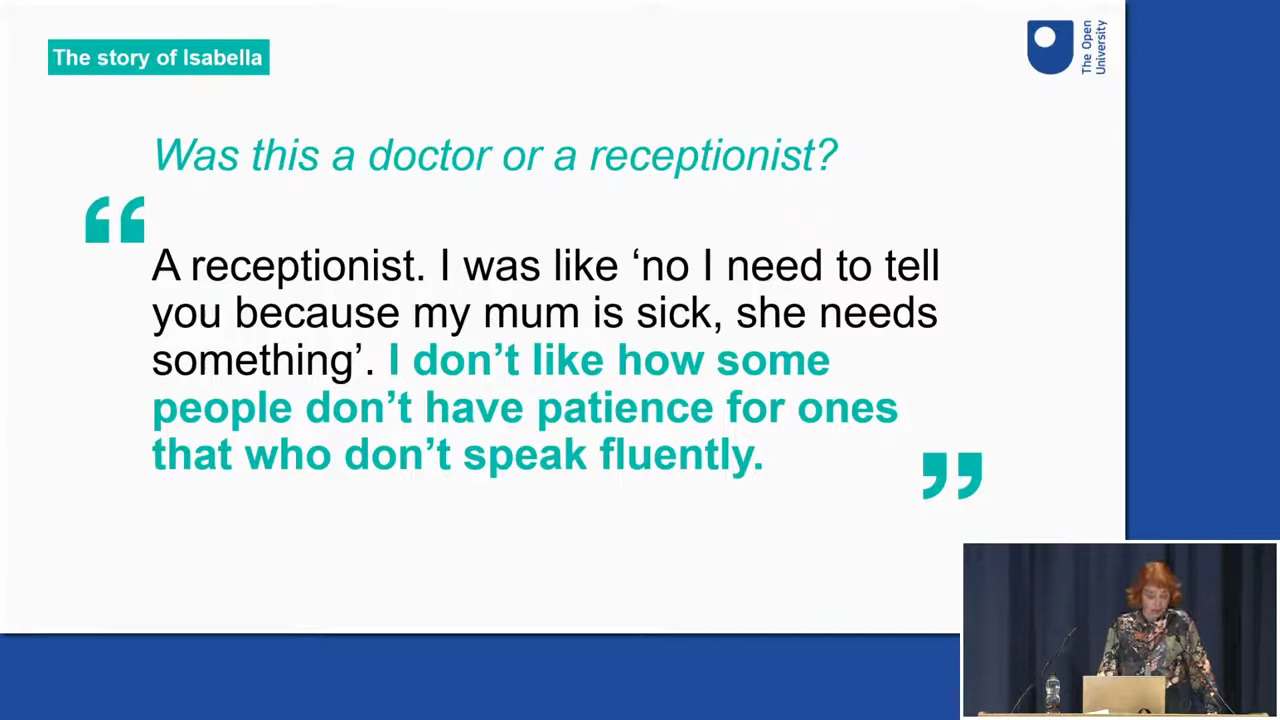 The story of Isabella
The Open
University
Was this a doctor or a receptionist?
“
A receptionist. I was like ‘no I need to tell
you because my mum is sick, she needs
something’. I don’t like how some
people don’t have patience for ones
that who don’t speak fluently.
”